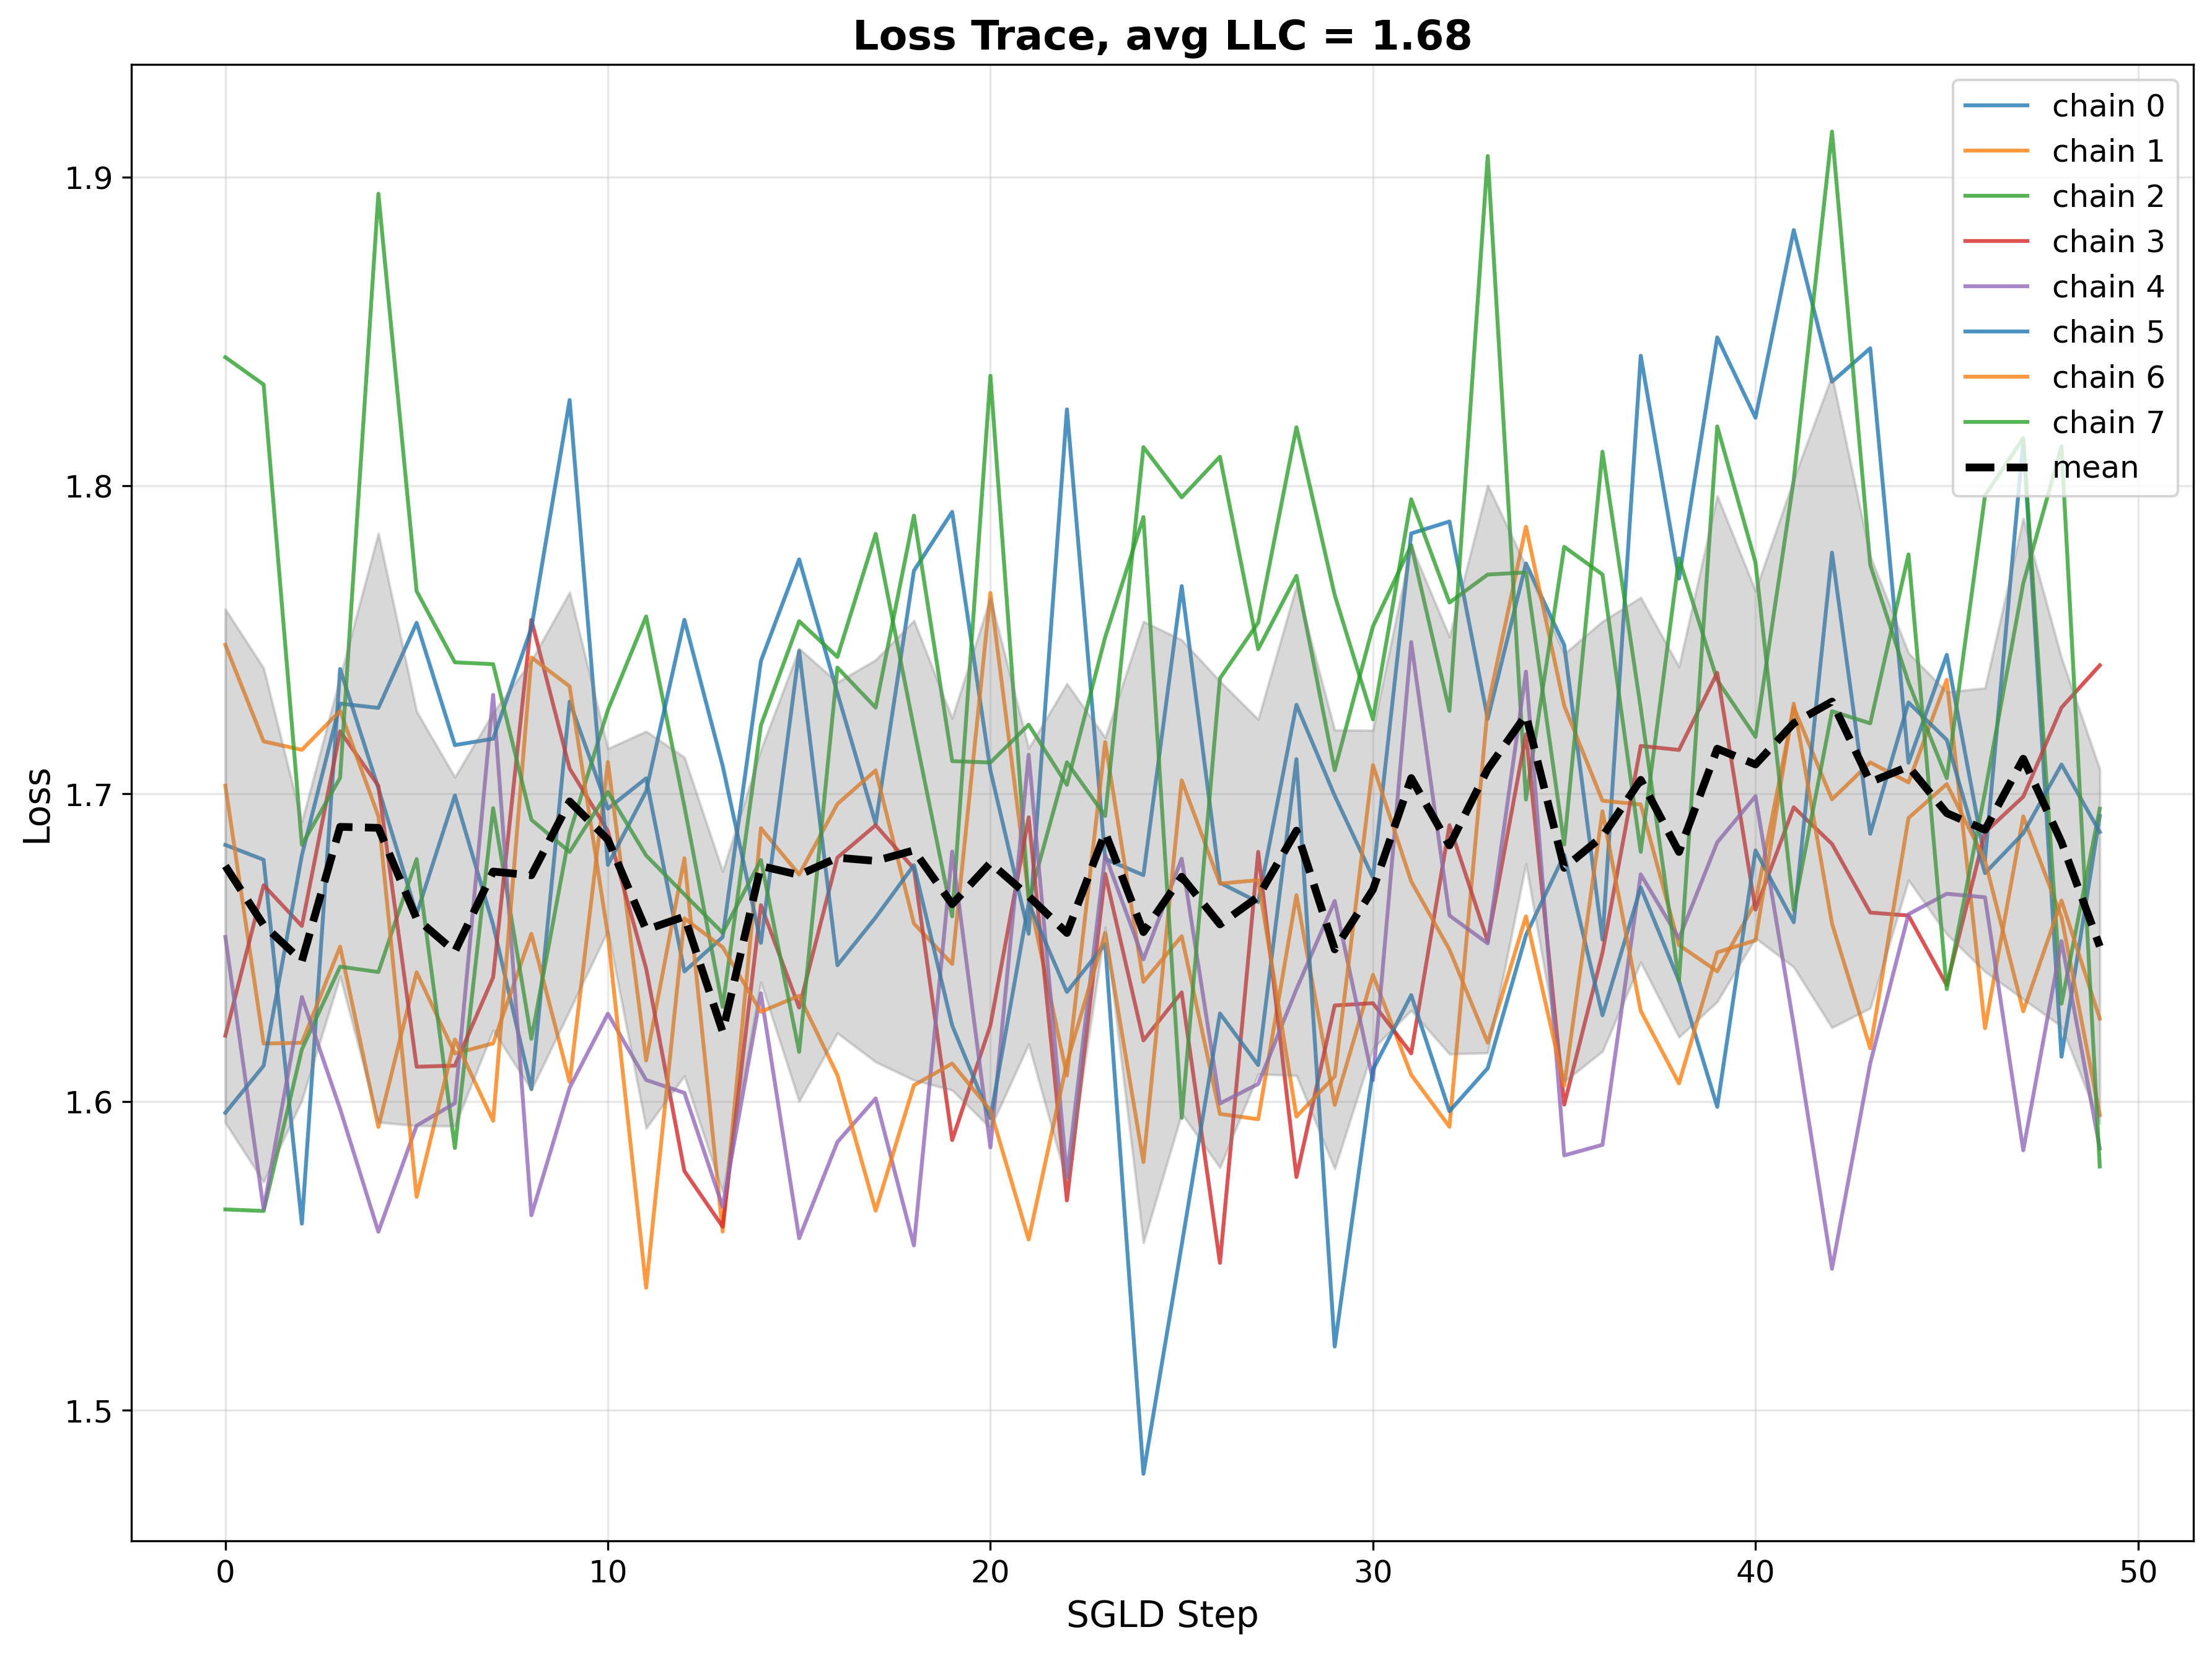 Loss Trace, avg LLC = 1.68
chain 0
chain 1
chain 2
chain 3
chain 4
chain 5
chain 6
chain 7
mean
Loss
1.9
1.8
1.7
1.6
1.5
0
10
20
30
40
50
SGLD Step